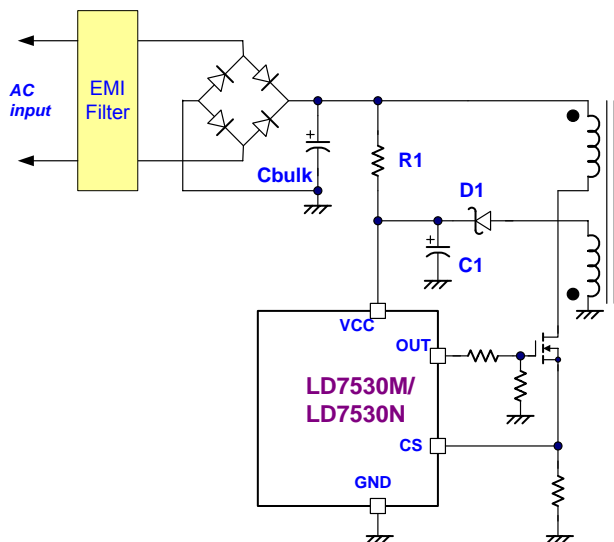 AC
input
EMI
Filter
+
Cbulk
R1
D1
+
C1
VCC
OUT
LD7530M/
LD7530N
CS
GND